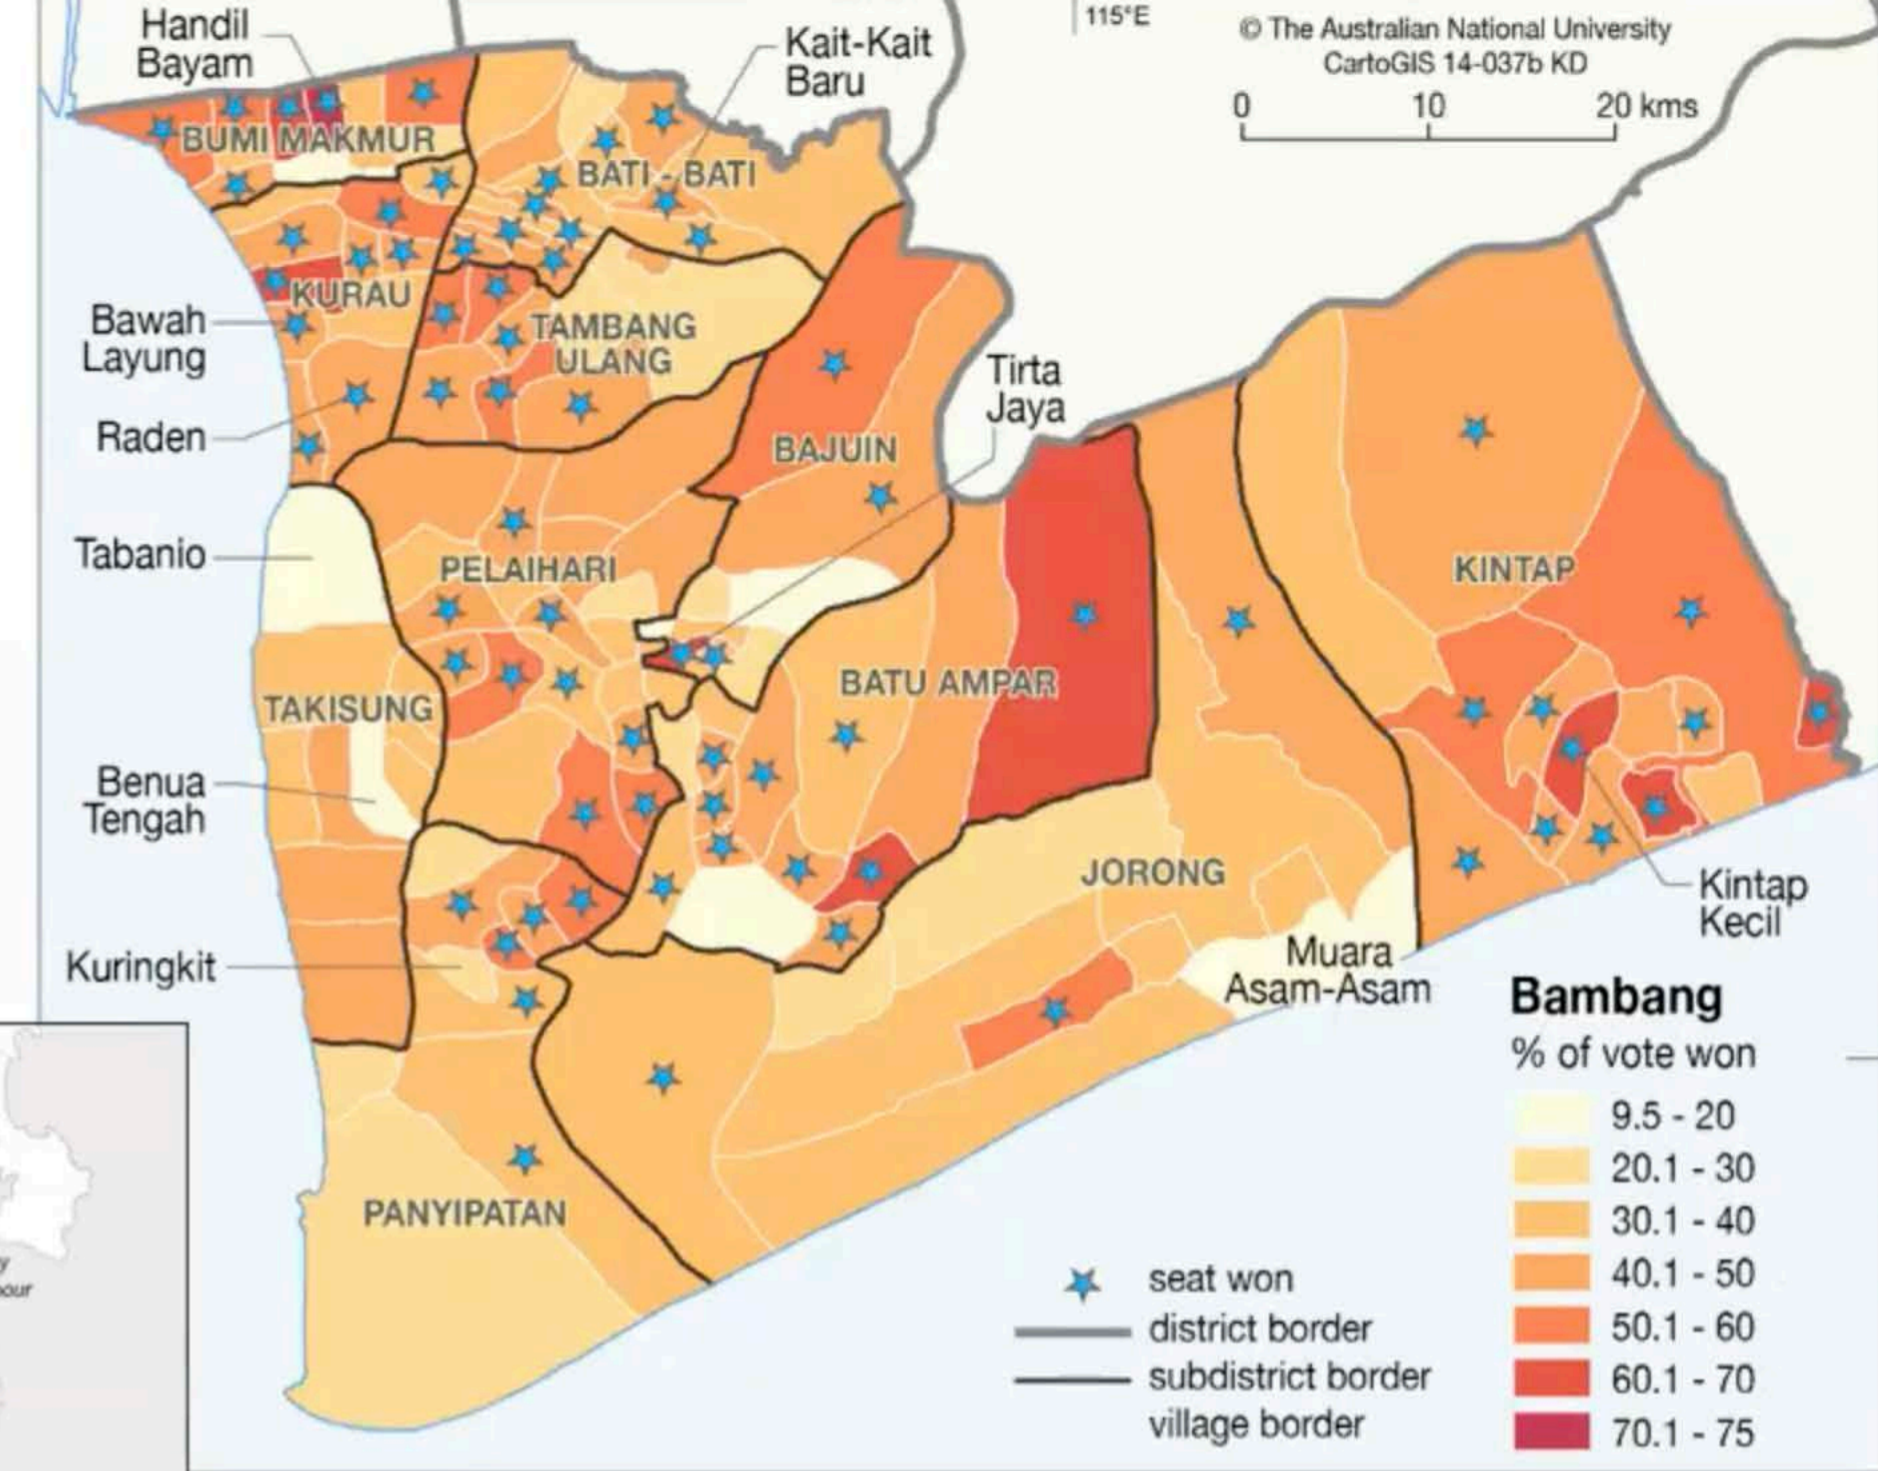 Handil
Bayam
Kait-Kait
Baru
115°E
© The Australian National University
CartoGIS 14-037b KD
0 10 20 kms
BUMI MAKMUR
BATI - BATI
KURAU
Bawah
Layung
TAMBANG
ULANG
Tirta
Jaya
Raden
BAJUIN
Tabanio
PELAIHARI
KINTAP
TAKISUNG
BATU AMPAR
Benua
Tengah
JORONG
Kintap
Kecil
Kuringkit
Muara
Asam-Asam
PANYIPATAN
Bambang
% of vote won
9.5 - 20
20.1 - 30
30.1 - 40
40.1 - 50
50.1 - 60
60.1 - 70
70.1 - 75
seat won
district border
subdistrict border
village border